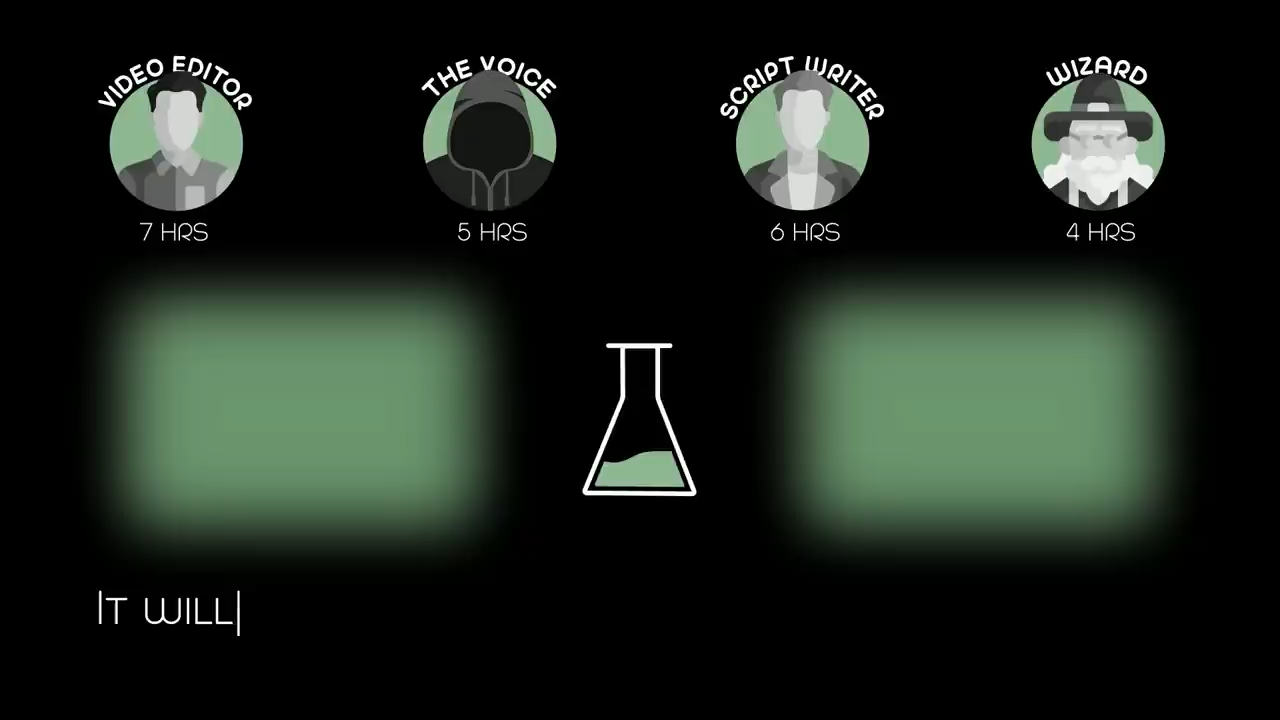 VIDEO EDITOR
THE VOICE
SCRIPT WRITER
WIZARD
7 HRS
5 HRS
6 HRS
4 HRS
IT WILL